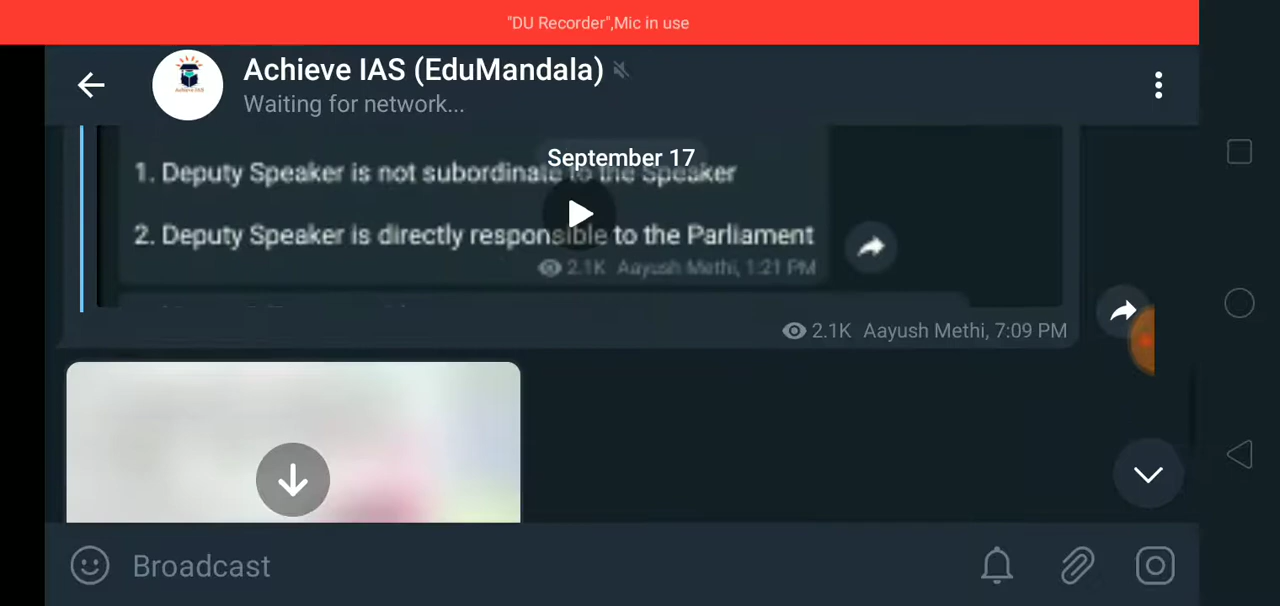 "DU Recorder",Mic in use
Achieve IAS (EduMandala)
Waiting for network...
September 17
1. Deputy Speaker is not subordinate to the Speaker
2. Deputy Speaker is directly responsible to the Parliament
2.1K Aayush Methi, 1:21 PM
2.1K Aayush Methi, 7:09 PM
Broadcast